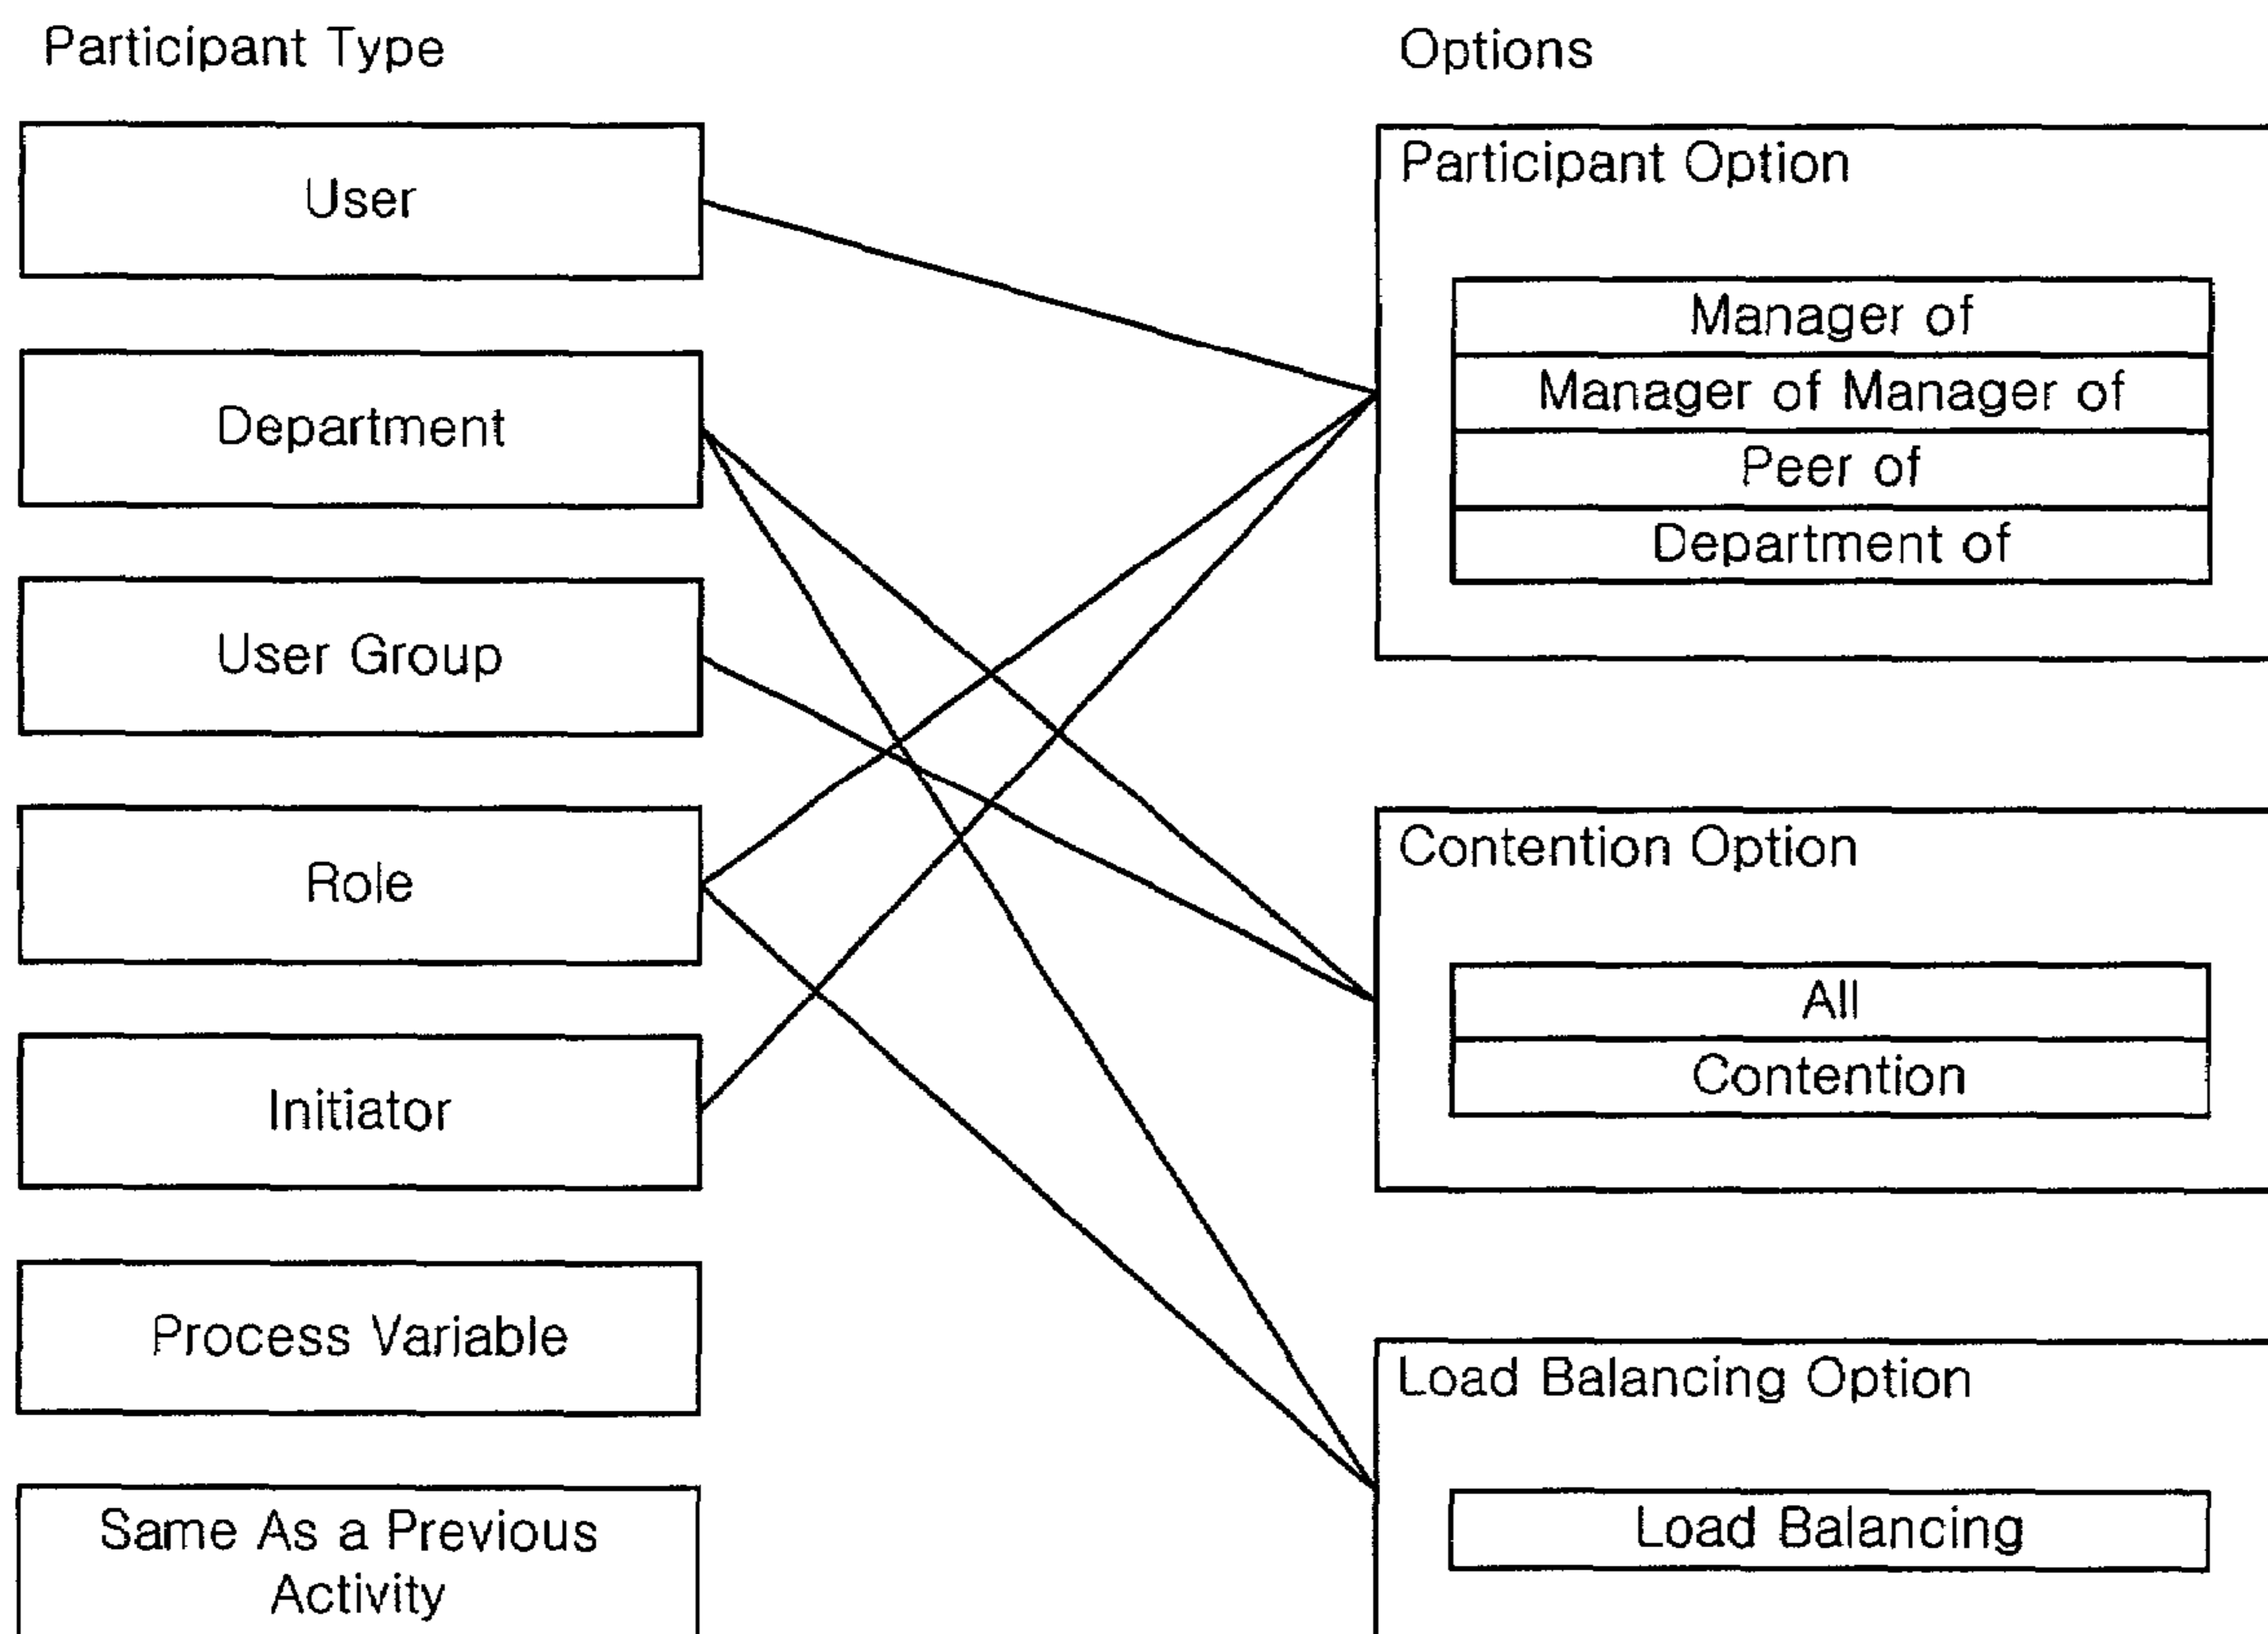 Participant Type
User
Department
User Group
Role
Initiator
Process Variable
Same As a Previous
Activity
Options
Participant Option
Manager of
Manager of Manager of
Peer of
Department of
Contention Option
All
Contention
Load Balancing Option
Load Balancing